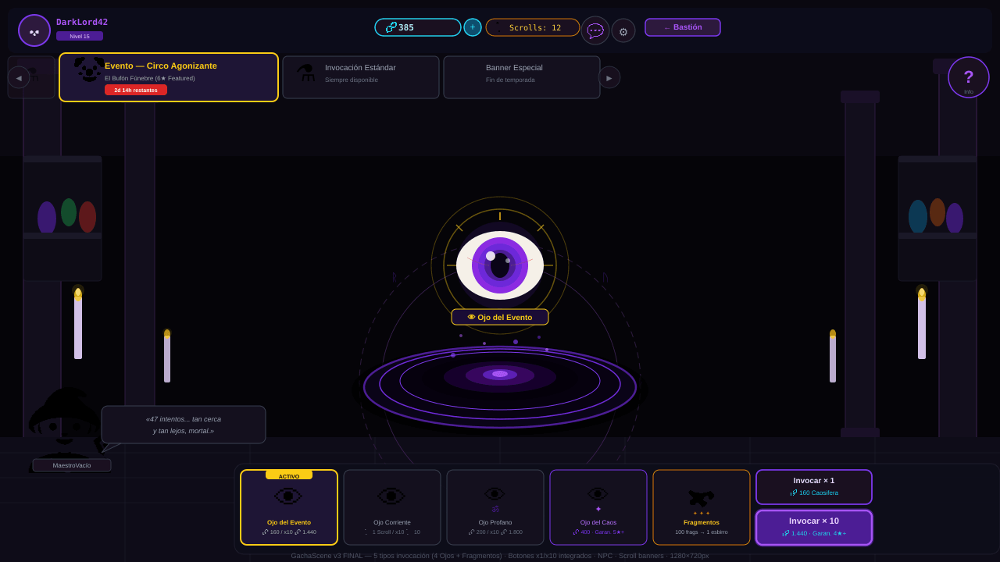 DarkLord42
Nivel 15
385
+
Scrolls: 12
← Bastión
Evento — Circo Agonizante
El Bufón Fúnebre (6★ Featured)
2d 14h restantes
Invocación Estándar
Siempre disponible
Banner Especial
Fin de temporada
?
Info
ᚱ
ᚢ
Ojo del Evento
«47 intentos... tan cerca
y tan lejos, mortal.»
MaestroVacío
ACTIVO
Ojo del Evento
160 / x10 1.440
Ojo Corriente
1 Scroll / x10 10
Ojo Profano
200 / x10 1.800
Ojo del Caos
400 · Garan. 5★+
Fragmentos
100 frags → 1 esbirro
Invocar × 1
160 Caosifera
Invocar × 10
1.440 · Garan. 4★+
GachaScene v3 FINAL — 5 tipos invocación (4 Ojos + Fragmentos) · Botones x1/x10 integrados · NPC · Scroll banners · 1280×720px